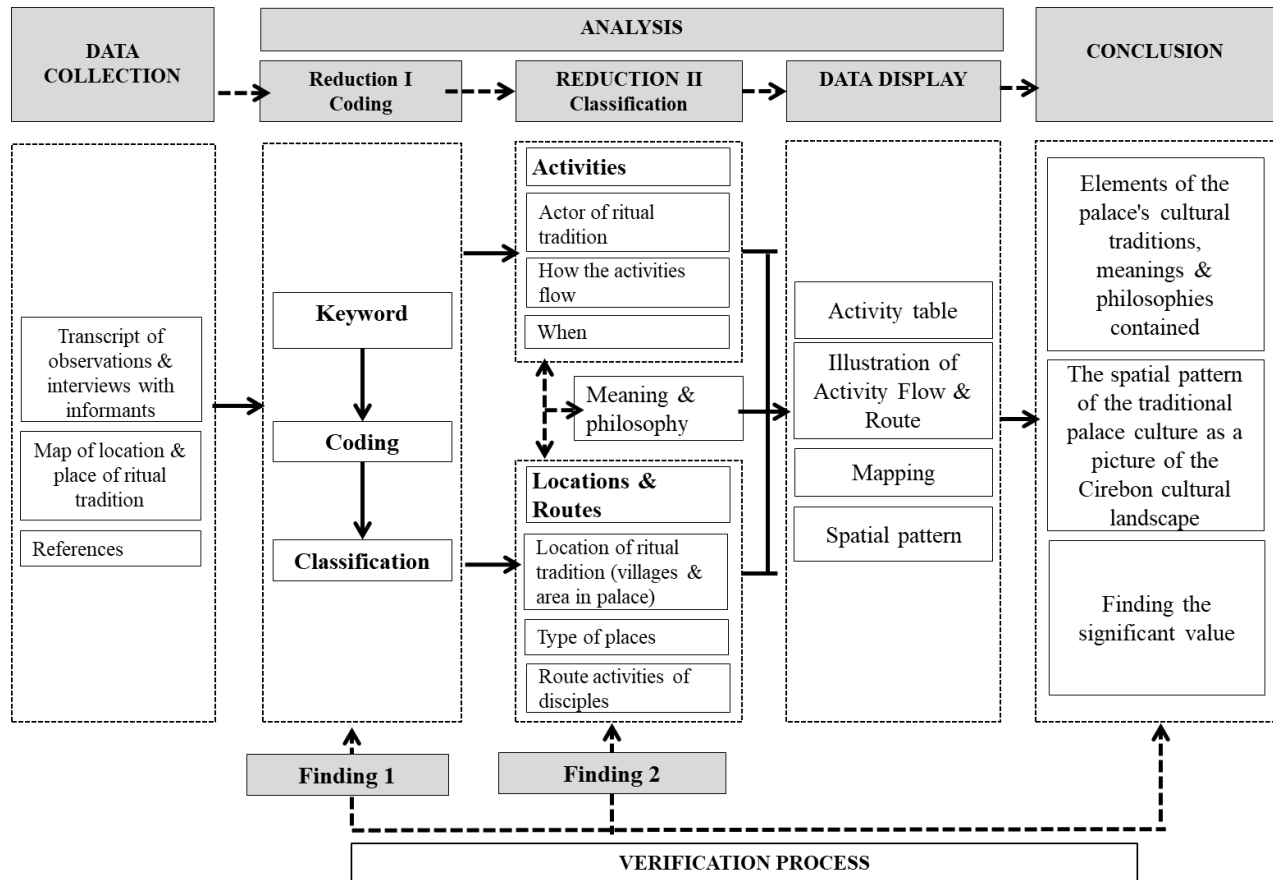 DATA
COLLECTION
ANALYSIS
Reduction I
Coding
REDUCTION II
Classification
DATA DISPLAY
CONCLUSION
Transcript of
observations &
interviews with
informants
Map of location &
place of ritual
tradition
References
Keyword
Coding
Classification
Activities
Actor of ritual
tradition
How the activities
flow
When
Meaning &
philosophy
Locations &
Routes
Location of ritual
tradition (villages &
area in palace)
Type of places
Route activities of
disciples
Activity table
Illustration of
Activity Flow &
Route
Mapping
Spatial pattern
Elements of the
palace's cultural
traditions,
meanings &
philosophies
contained
The spatial pattern
of the traditional
palace culture as a
picture of the
Cirebon cultural
landscape
Finding the
significant value
Finding 1
Finding 2
VERIFICATION PROCESS